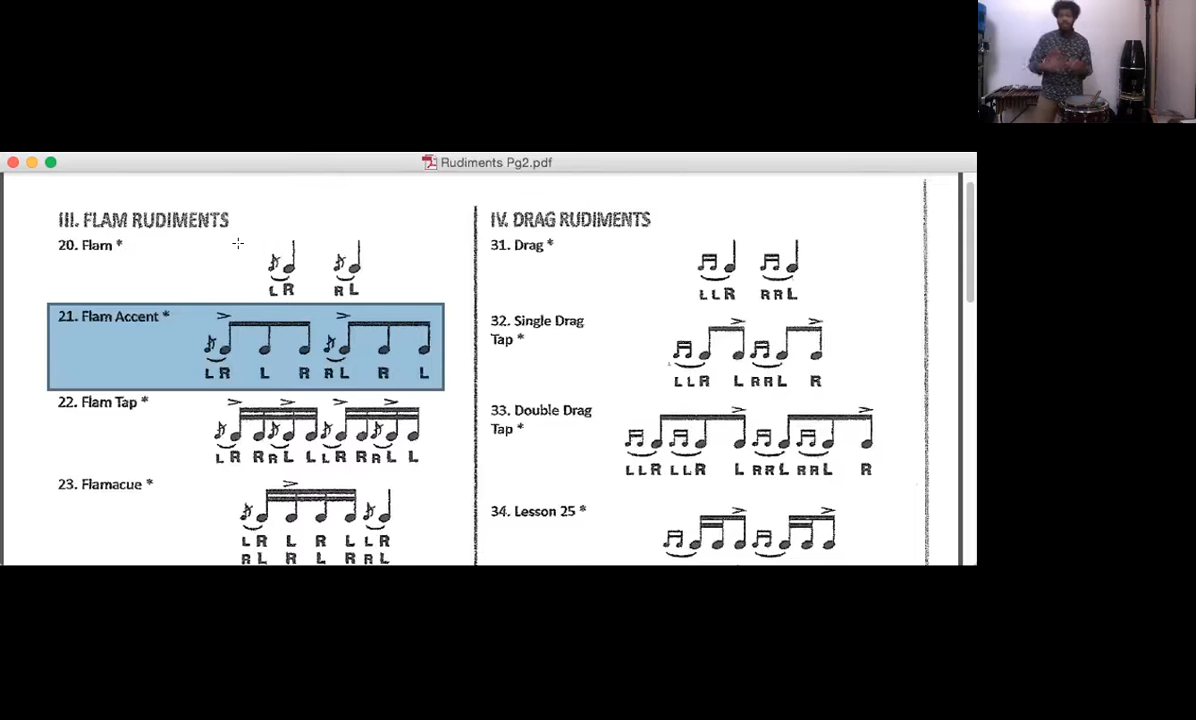 Rudiments Pg2.pdf
III. FLAM RUDIMENTS
20. Flam *
L R R L
21. Flam Accent *
L R L R R L R L
22. Flam Tap *
L R R R L L L R R R L L
23. Flamacue *
L R L R L L R
R L R L R R L
IV. DRAG RUDIMENTS
31. Drag *
L L R R R L
32. Single Drag
Tap *
L L R L R R L R
33. Double Drag
Tap *
L L R L L R L R R L R R L R
34. Lesson 25 *